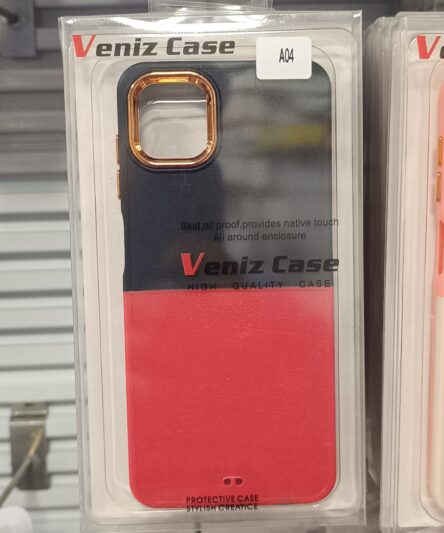 Veniz Case
A04
Bkid,oil proof,provides native touch
All around enclosure
Veniz Case
HIGH QUALITY CASE
PROTECTIVE CASE
STYLISH CREATICE